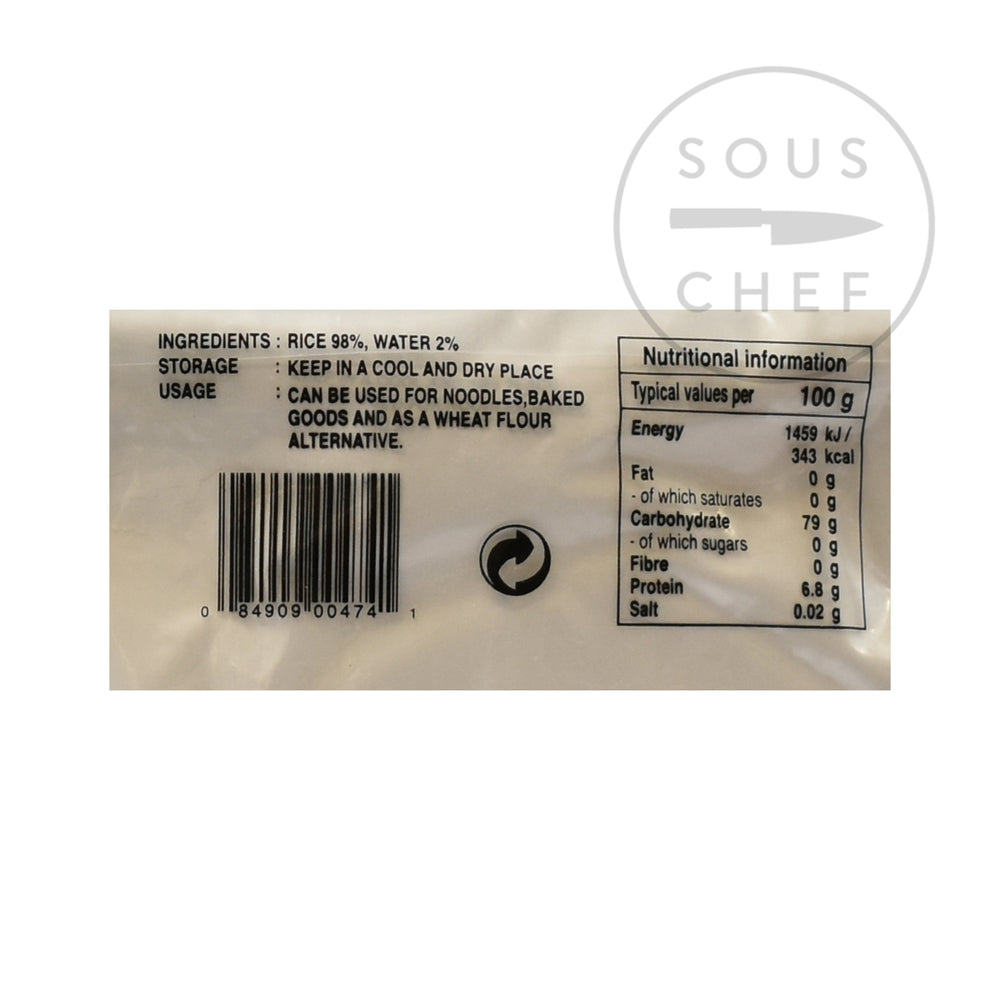 SOUS
CHEF
INGREDIENTS : RICE 98%, WATER 2%
STORAGE : KEEP IN A COOL AND DRY PLACE
USAGE : CAN BE USED FOR NOODLES,BAKED
GOODS AND AS A WHEAT FLOUR
ALTERNATIVE.
0 84909 00474 1
Nutritional information
Typical values per 100 g
Energy 1459 kJ /
343 kcal
Fat 0 g
- of which saturates 0 g
Carbohydrate 79 g
- of which sugars 0 g
Fibre 0 g
Protein 6.8 g
Salt 0.02 g